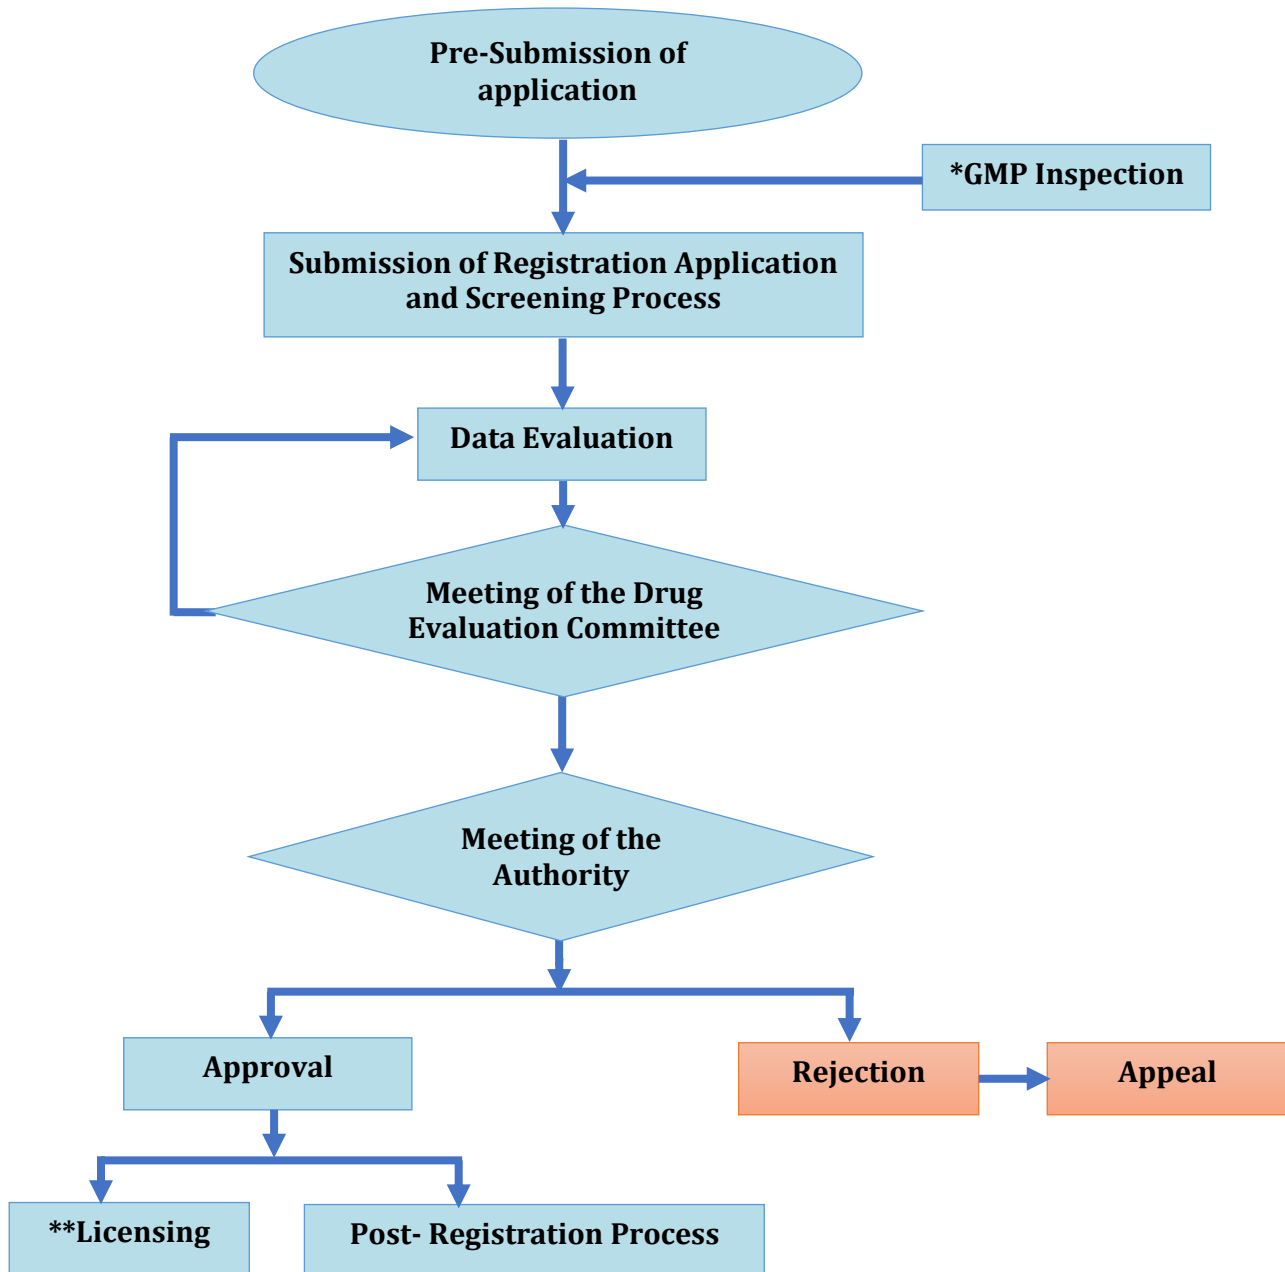 Pre-Submission of
application
*GMP Inspection
Submission of Registration Application
and Screening Process
Data Evaluation
Meeting of the Drug
Evaluation Committee
Meeting of the
Authority
Approval
Rejection
Appeal
**Licensing
Post- Registration Process